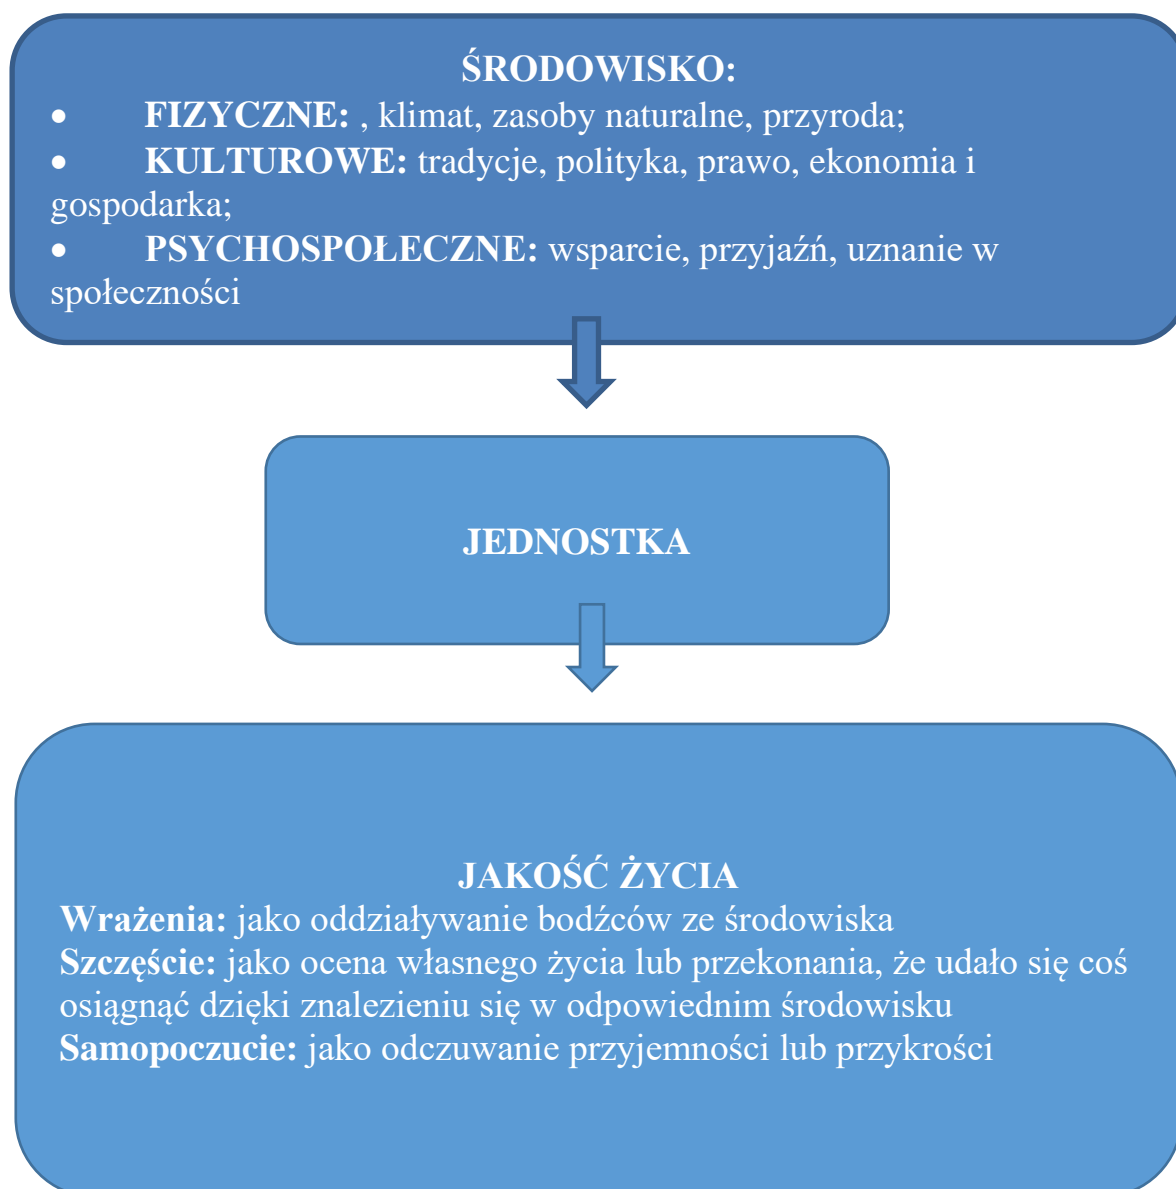 ŚRODOWISKO:
• FIZYCZNE: , klimat, zasoby naturalne, przyroda;
• KULTUROWE: tradycje, polityka, prawo, ekonomia i
gospodarka;
• PSYCHOSPOŁECZNE: wsparcie, przyjaźń, uznanie w
społeczności
JEDNOSTKA
JAKOŚĆ ŻYCIA
Wrażenia: jako oddziaływanie bodźców ze środowiska
Szczęście: jako ocena własnego życia lub przekonania, że udało się coś
osiągnąć dzięki znalezieniu się w odpowiednim środowisku
Samopoczucie: jako odczuwanie przyjemności lub przykrości